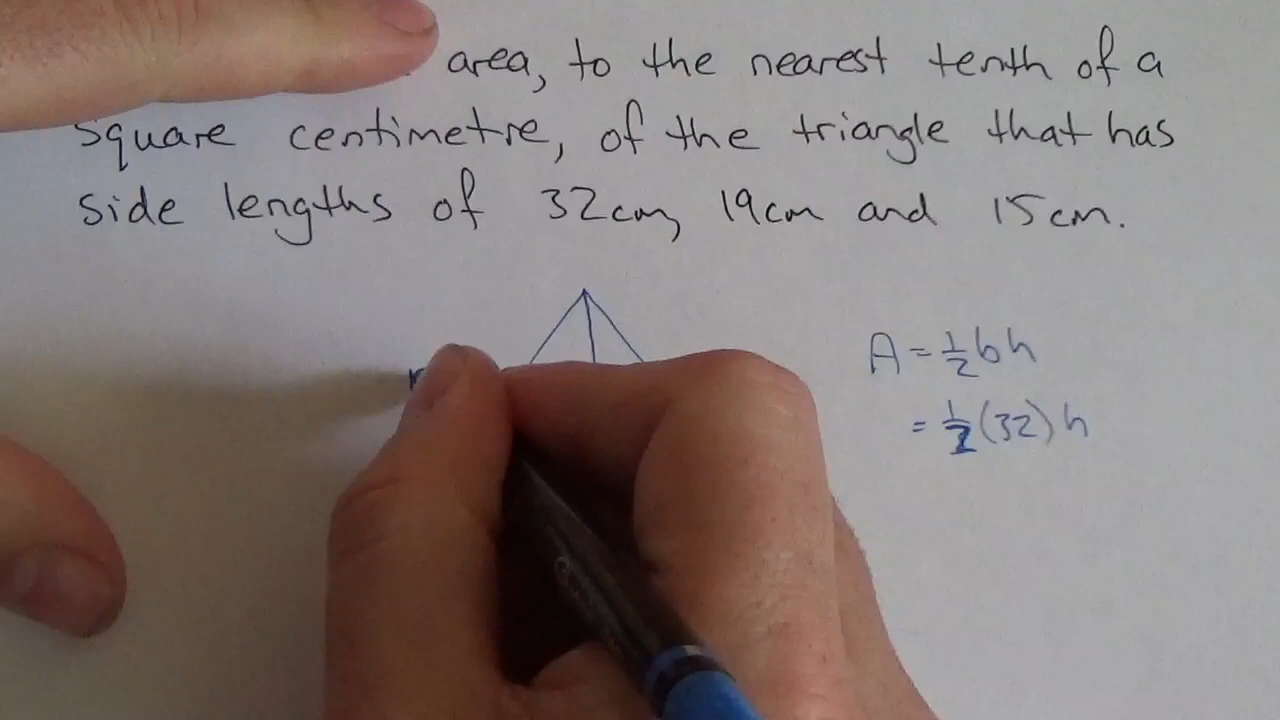 area, to the nearest tenth of a
square centimetre, of the triangle that has
side lengths of 32cm, 19cm and 15cm.
A = ½bh
= ½(32)h